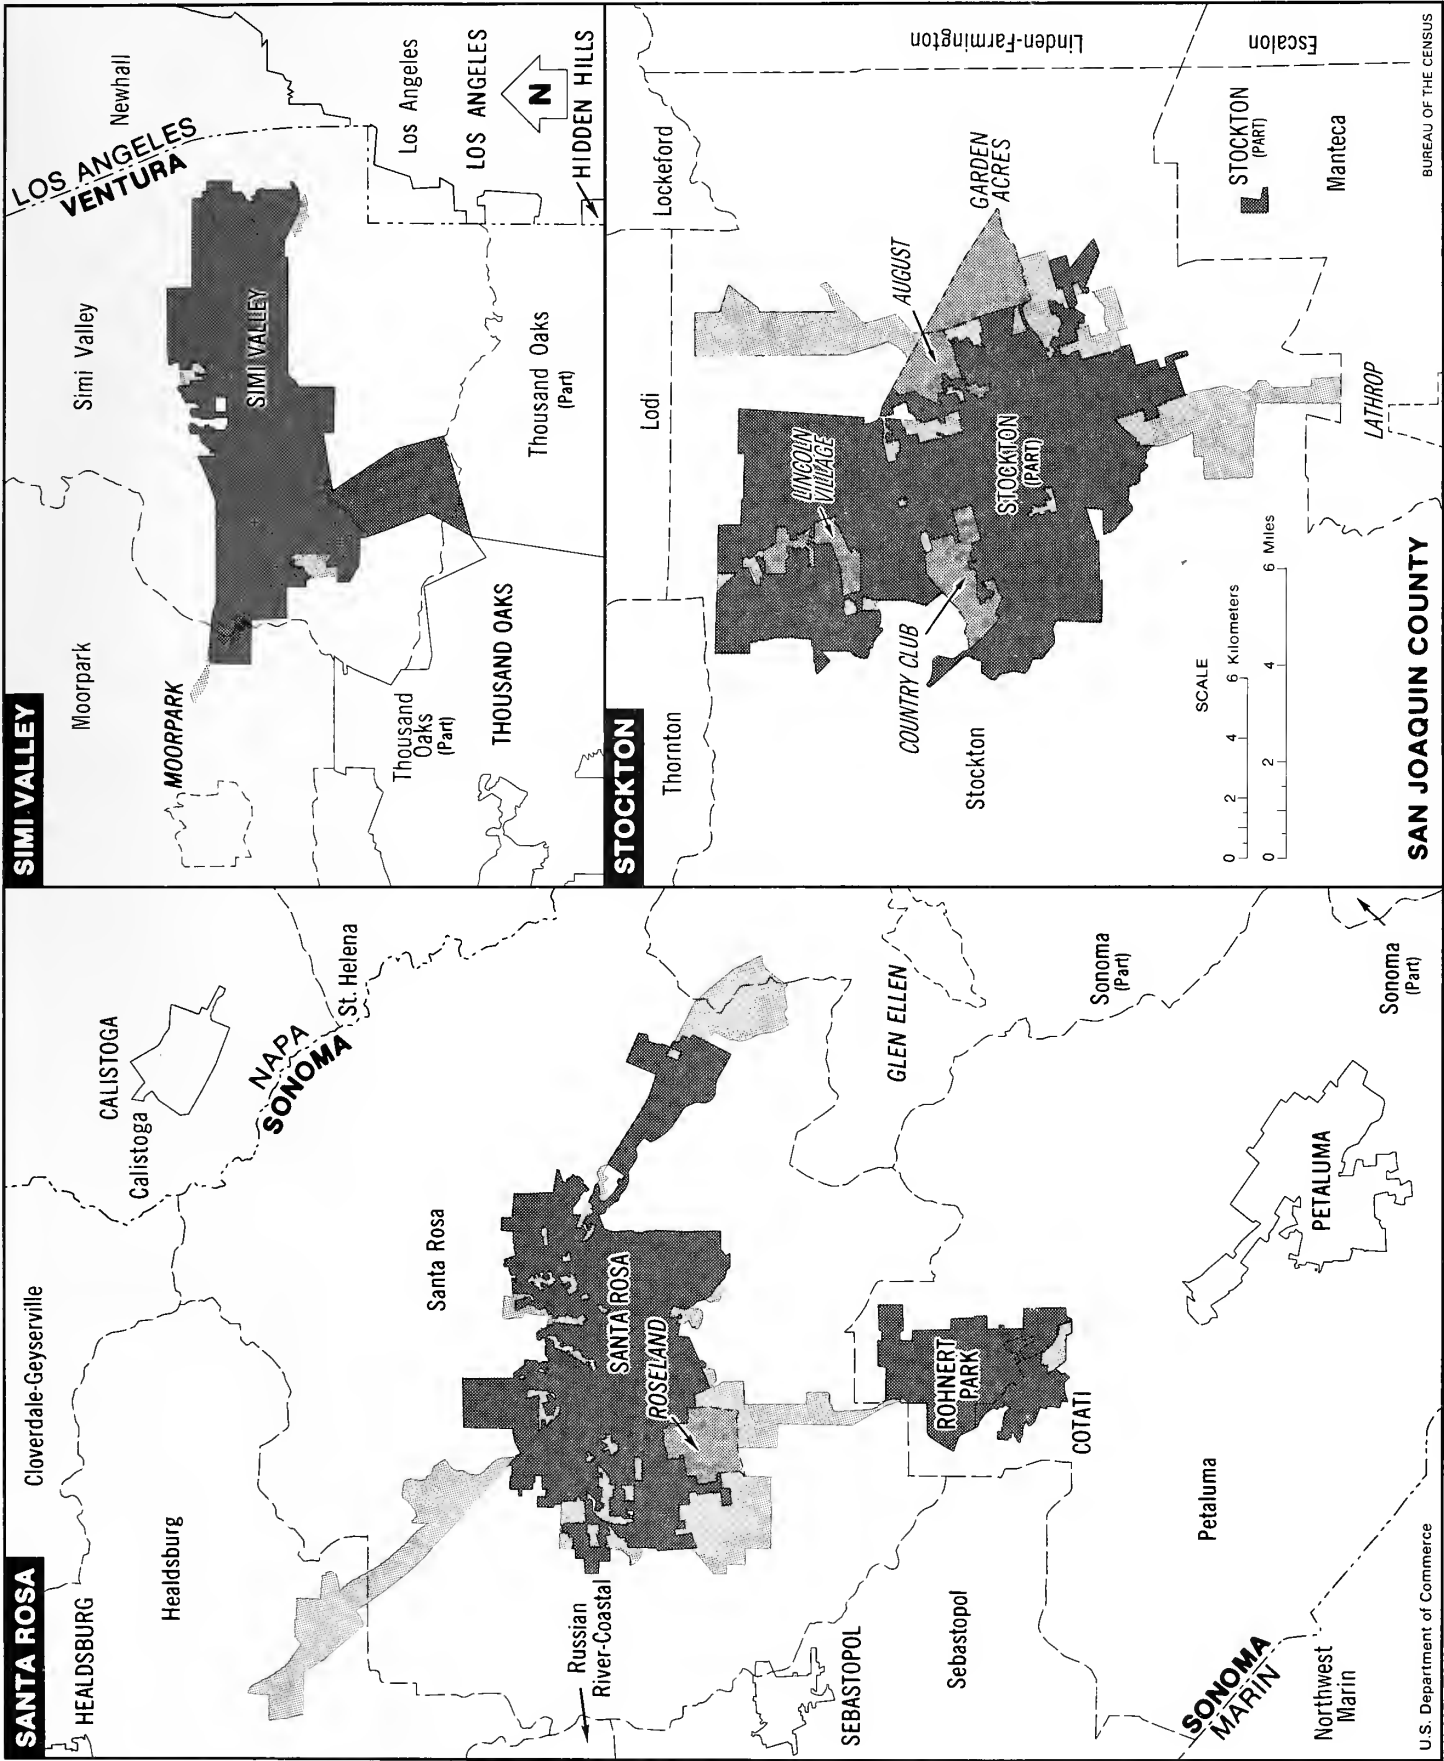 SANTA ROSA
Cloverdale-Geyserville
CALISTOGA
Calistoga
NAPA
SONOMA
St. Helena
HEALDSBURG
Healdsburg
Santa Rosa
SANTA ROSA
ROSELAND
Russian
River-Coastal
GLEN ELLEN
SEBASTOPOL
Sebastopol
ROHNERT
PARK
COTATI
Sonoma
(Part)
Petaluma
PETALUMA
Sonoma
(Part)
SONOMA
MARIN
Northwest
Marin
U.S. Department of Commerce
SIMI VALLEY
Moorpark
Simi Valley
Newhall
LOS ANGELES
VENTURA
MOORPARK
SIMI VALLEY
Los Angeles
LOS ANGELES
N
HIDDEN HILLS
Thousand
Oaks
(Part)
THOUSAND OAKS
Thousand Oaks
(Part)
STOCKTON
Thornton
Lodi
Lockeford
Linden-Farmington
LINCOLN
VILLAGE
AUGUST
GARDEN
ACRES
COUNTRY CLUB
Stockton
STOCKTON
(PART)
Escalon
STOCKTON
(PART)
Manteca
LATHROP
SCALE
0 2 4 6 Kilometers
0 2 4 6 Miles
SAN JOAQUIN COUNTY
BUREAU OF THE CENSUS